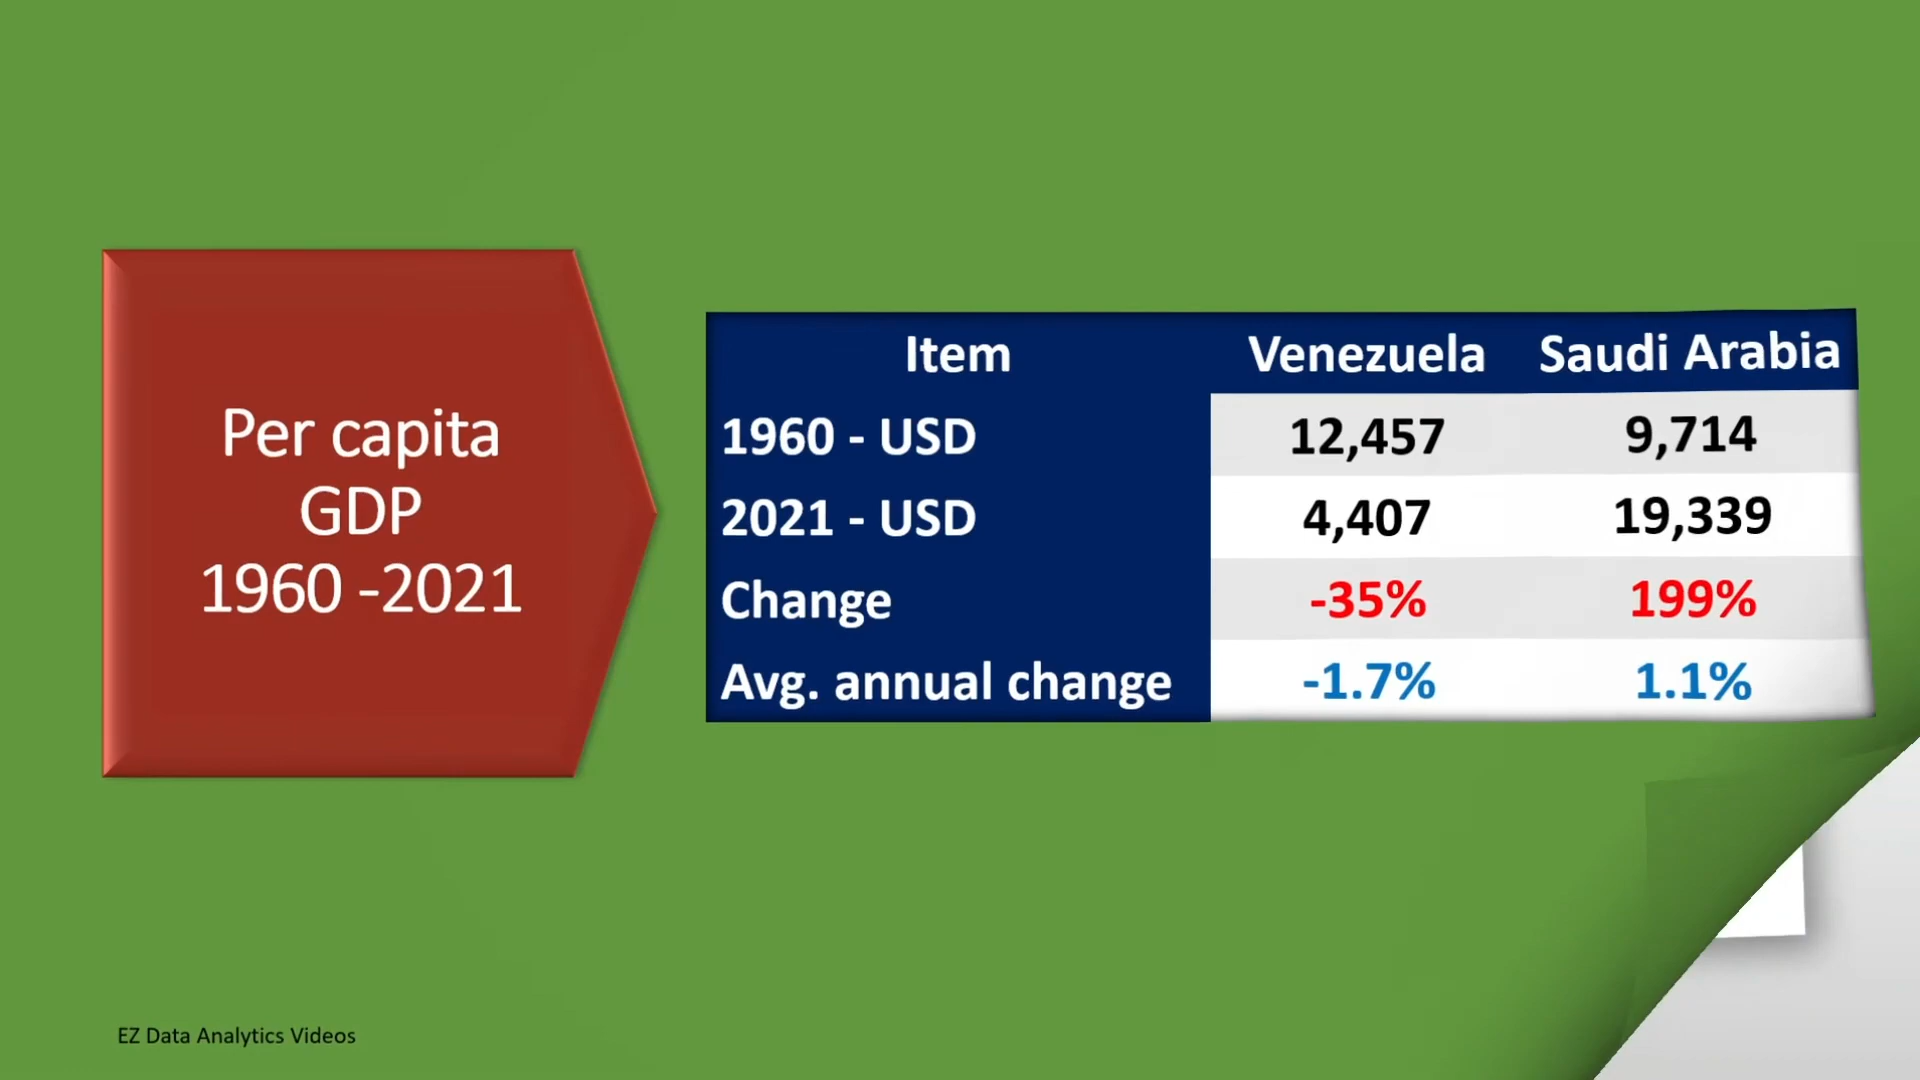 Per capita
GDP
1960 -2021
Item Venezuela Saudi Arabia
1960 - USD 12,457 9,714
2021 - USD 4,407 19,339
Change -35% 199%
Avg. annual change -1.7% 1.1%
EZ Data Analytics Videos